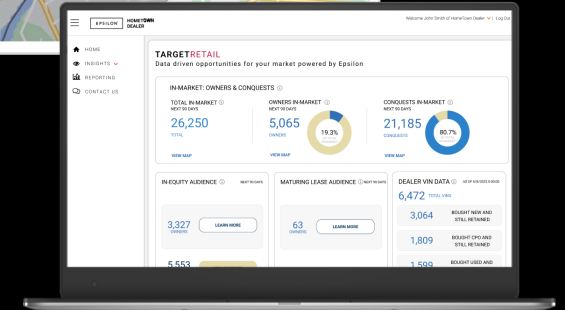 Welcome John Smith of HomeTown Dealer | Log Out
EPSILON HOMETOWN DEALER
HOME
INSIGHTS
REPORTING
CONTACT US
TARGETRETAIL
Data driven opportunities for your market powered by Epsilon
IN-MARKET: OWNERS & CONQUESTS
TOTAL IN-MARKET
NEXT 90 DAYS
26,250
TOTAL
VIEW MAP
OWNERS IN-MARKET
NEXT 90 DAYS
5,065
OWNERS
19.3%
VIEW MAP
CONQUESTS IN-MARKET
NEXT 90 DAYS
21,185
CONQUESTS
80.7%
VIEW MAP
IN-EQUITY AUDIENCE NEXT 90 DAYS
3,327
OWNERS
LEARN MORE
5,553
MATURING LEASE AUDIENCE NEXT 90 DAYS
63
OWNERS
LEARN MORE
DEALER VIN DATA
6,472 TOTAL VINS
3,064 BOUGHT NEW AND
STILL RETAINED
1,809 BOUGHT CPO AND
STILL RETAINED
1,599 BOUGHT USED AND